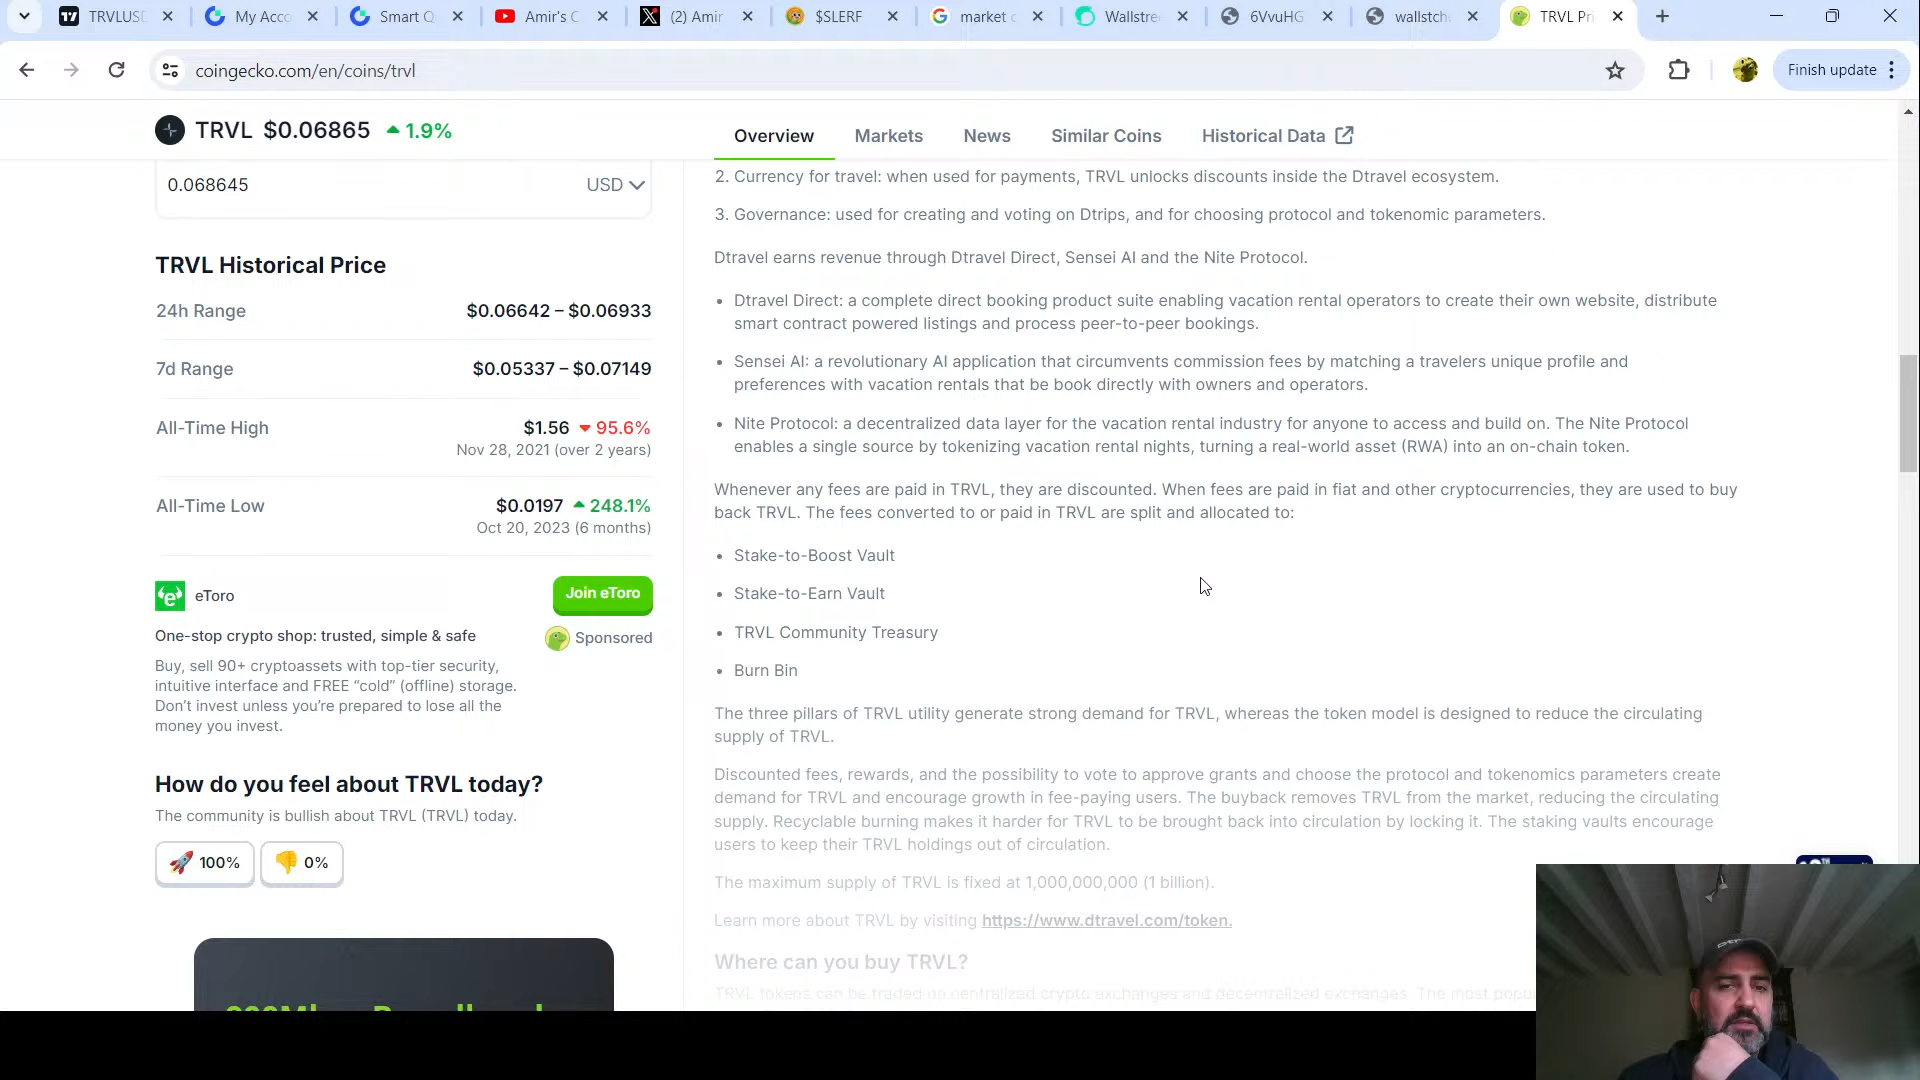 TRVLUSD
My Acco
Smart Q
Amir's C
(2) Amir
$SLERF
market
Wallstre
6VvuHG
wallstch
TRVL Pri
coingecko.com/en/coins/trvl
Finish update
TRVL $0.06865 1.9%
Overview
Markets
News
Similar Coins
Historical Data
0.068645
USD
TRVL Historical Price
24h Range
$0.06642 – $0.06933
7d Range
$0.05337 – $0.07149
All-Time High
$1.56 95.6%
Nov 28, 2021 (over 2 years)
All-Time Low
$0.0197 248.1%
Oct 20, 2023 (6 months)
eToro
Join eToro
One-stop crypto shop: trusted, simple & safe
Sponsored
Buy, sell 90+ cryptoassets with top-tier security,
intuitive interface and FREE “cold” (offline) storage.
Don’t invest unless you’re prepared to lose all the
money you invest.
How do you feel about TRVL today?
The community is bullish about TRVL (TRVL) today.
100%
0%
2. Currency for travel: when used for payments, TRVL unlocks discounts inside the Dtravel ecosystem.
3. Governance: used for creating and voting on Dtrips, and for choosing protocol and tokenomic parameters.
Dtravel earns revenue through Dtravel Direct, Sensei AI and the Nite Protocol.
• Dtravel Direct: a complete direct booking product suite enabling vacation rental operators to create their own website, distribute
smart contract powered listings and process peer-to-peer bookings.
• Sensei AI: a revolutionary AI application that circumvents commission fees by matching a travelers unique profile and
preferences with vacation rentals that be book directly with owners and operators.
• Nite Protocol: a decentralized data layer for the vacation rental industry for anyone to access and build on. The Nite Protocol
enables a single source by tokenizing vacation rental nights, turning a real-world asset (RWA) into an on-chain token.
Whenever any fees are paid in TRVL, they are discounted. When fees are paid in fiat and other cryptocurrencies, they are used to buy
back TRVL. The fees converted to or paid in TRVL are split and allocated to:
• Stake-to-Boost Vault
• Stake-to-Earn Vault
• TRVL Community Treasury
• Burn Bin
The three pillars of TRVL utility generate strong demand for TRVL, whereas the token model is designed to reduce the circulating
supply of TRVL.
Discounted fees, rewards, and the possibility to vote to approve grants and choose the protocol and tokenomics parameters create
demand for TRVL and encourage growth in fee-paying users. The buyback removes TRVL from the market, reducing the circulating
supply. Recyclable burning makes it harder for TRVL to be brought back into circulation by locking it. The staking vaults encourage
users to keep their TRVL holdings out of circulation.
The maximum supply of TRVL is fixed at 1,000,000,000 (1 billion).
Learn more about TRVL by visiting https://www.dtravel.com/token.
Where can you buy TRVL?
TRVL tokens can be traded on centralized crypto exchanges and decentralized exchanges. The most popu